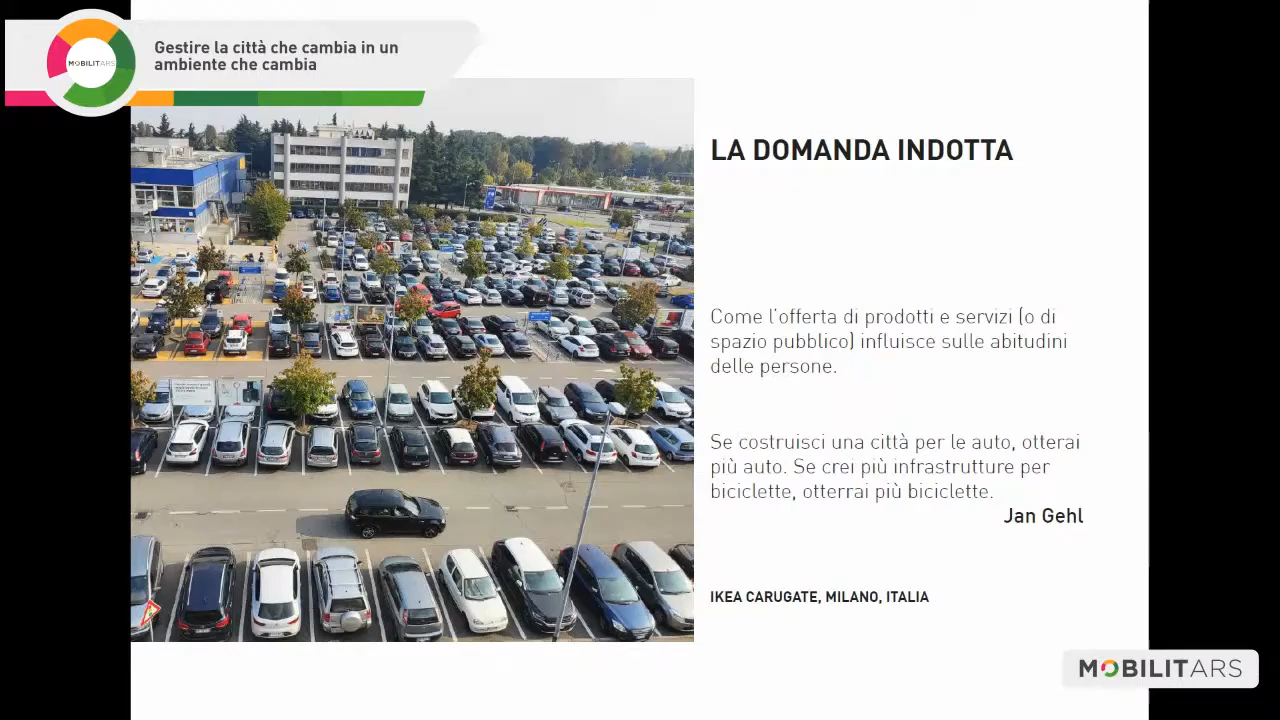 Gestire la città che cambia in un
ambiente che cambia
MOBILITARS
LA DOMANDA INDOTTA
Come l'offerta di prodotti e servizi (o di
spazio pubblico) influisce sulle abitudini
delle persone.
Se costruisci una città per le auto, otterai
più auto. Se crei più infrastrutture per
biciclette, otterrai più biciclette.
Jan Gehl
IKEA CARUGATE, MILANO, ITALIA
MOBILITARS